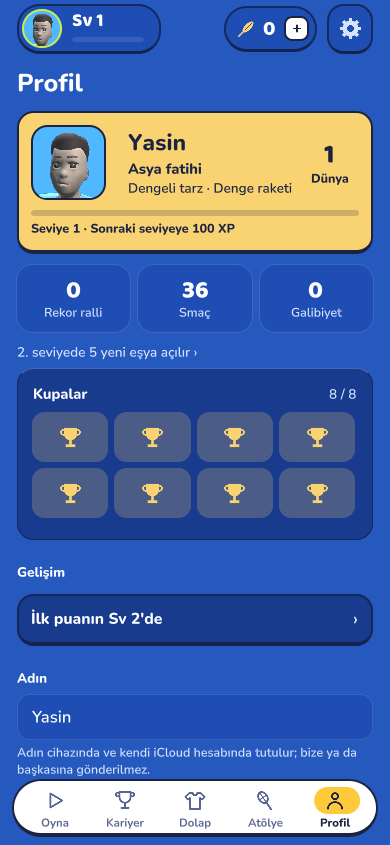 Sv 1
0 +
Profil
Yasin
Asya fatihi
Dengeli tarz · Denge raketi
1
Dünya
Seviye 1 · Sonraki seviyeye 100 XP
0
Rekor ralli
36
Smaç
0
Galibiyet
2. seviyede 5 yeni eşya açılır ›
Kupalar
8 / 8
Gelişim
İlk puanın Sv 2'de ›
Adın
Yasin
Adın cihazında ve kendi iCloud hesabında tutulur; bize ya da
başkasına gönderilmez.
Oyna
Kariyer
Dolap
Atölye
Profil